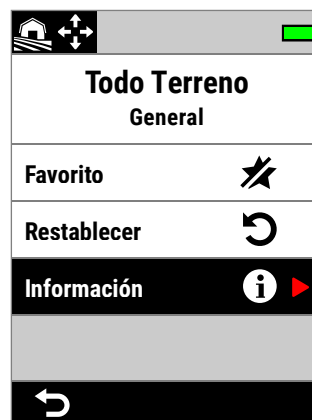 Todo Terreno
General
Favorito
Restablecer
Información